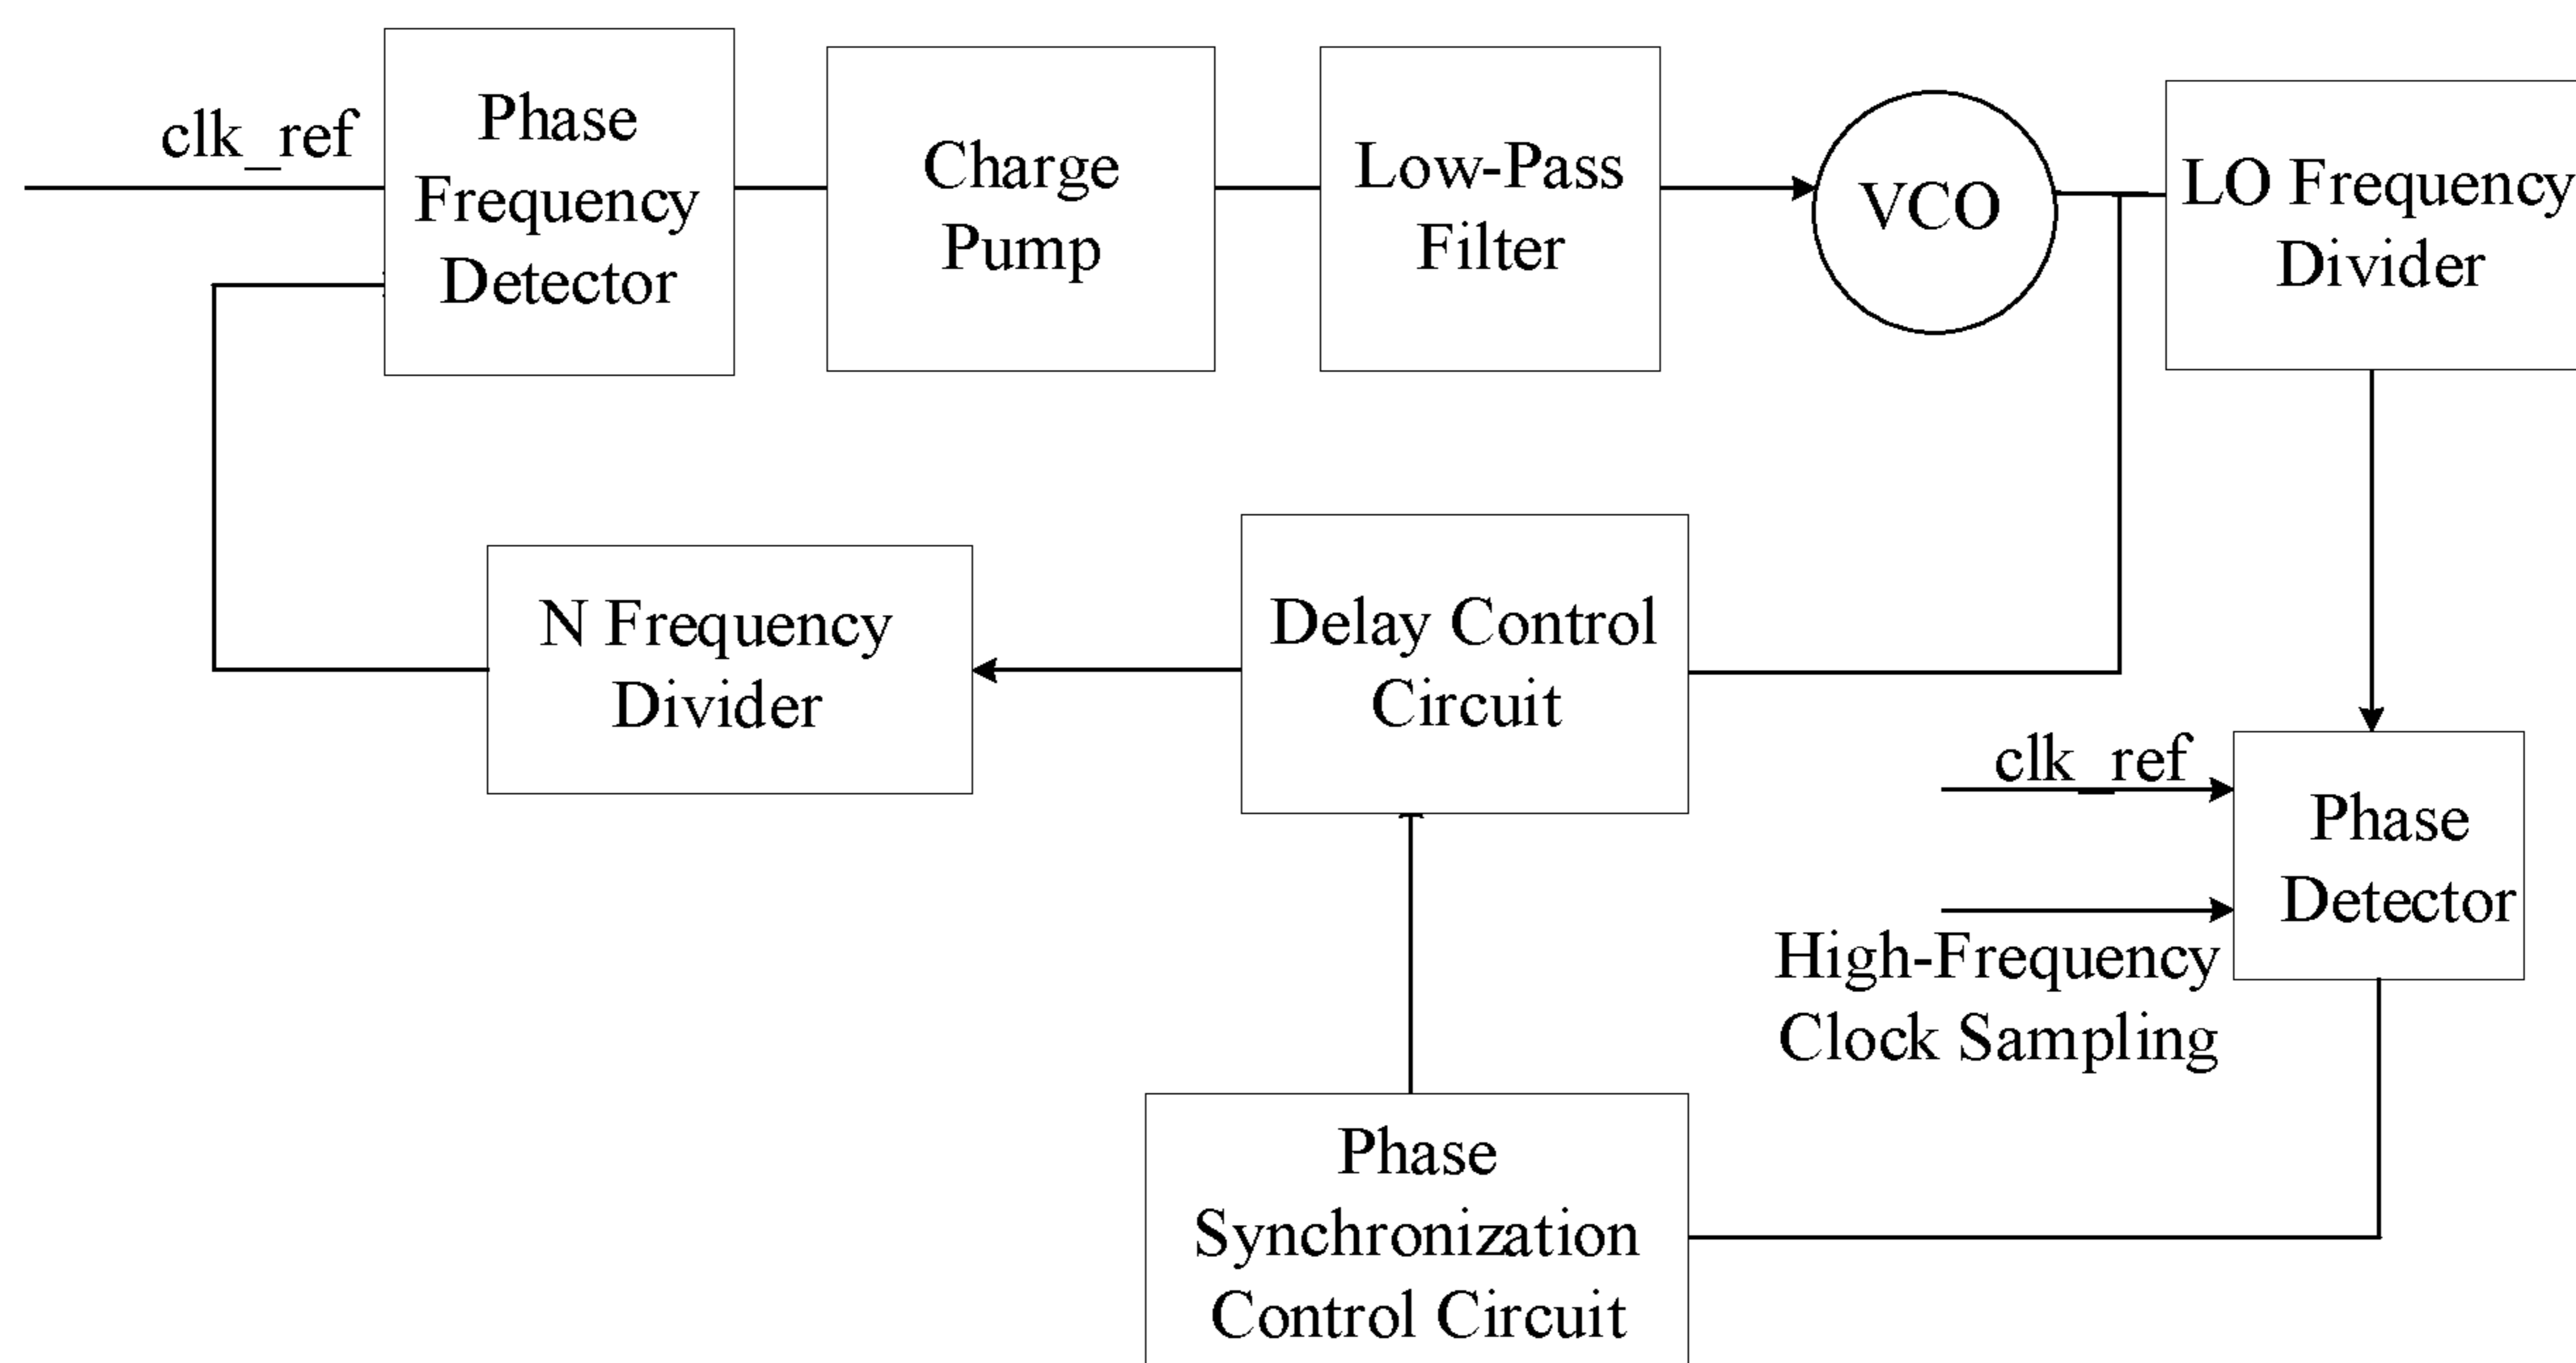 clk_ref
Phase
Frequency
Detector
Charge
Pump
Low-Pass
Filter
VCO
LO Frequency
Divider
N Frequency
Divider
Delay Control
Circuit
clk_ref
High-Frequency
Clock Sampling
Phase
Detector
Phase
Synchronization
Control Circuit